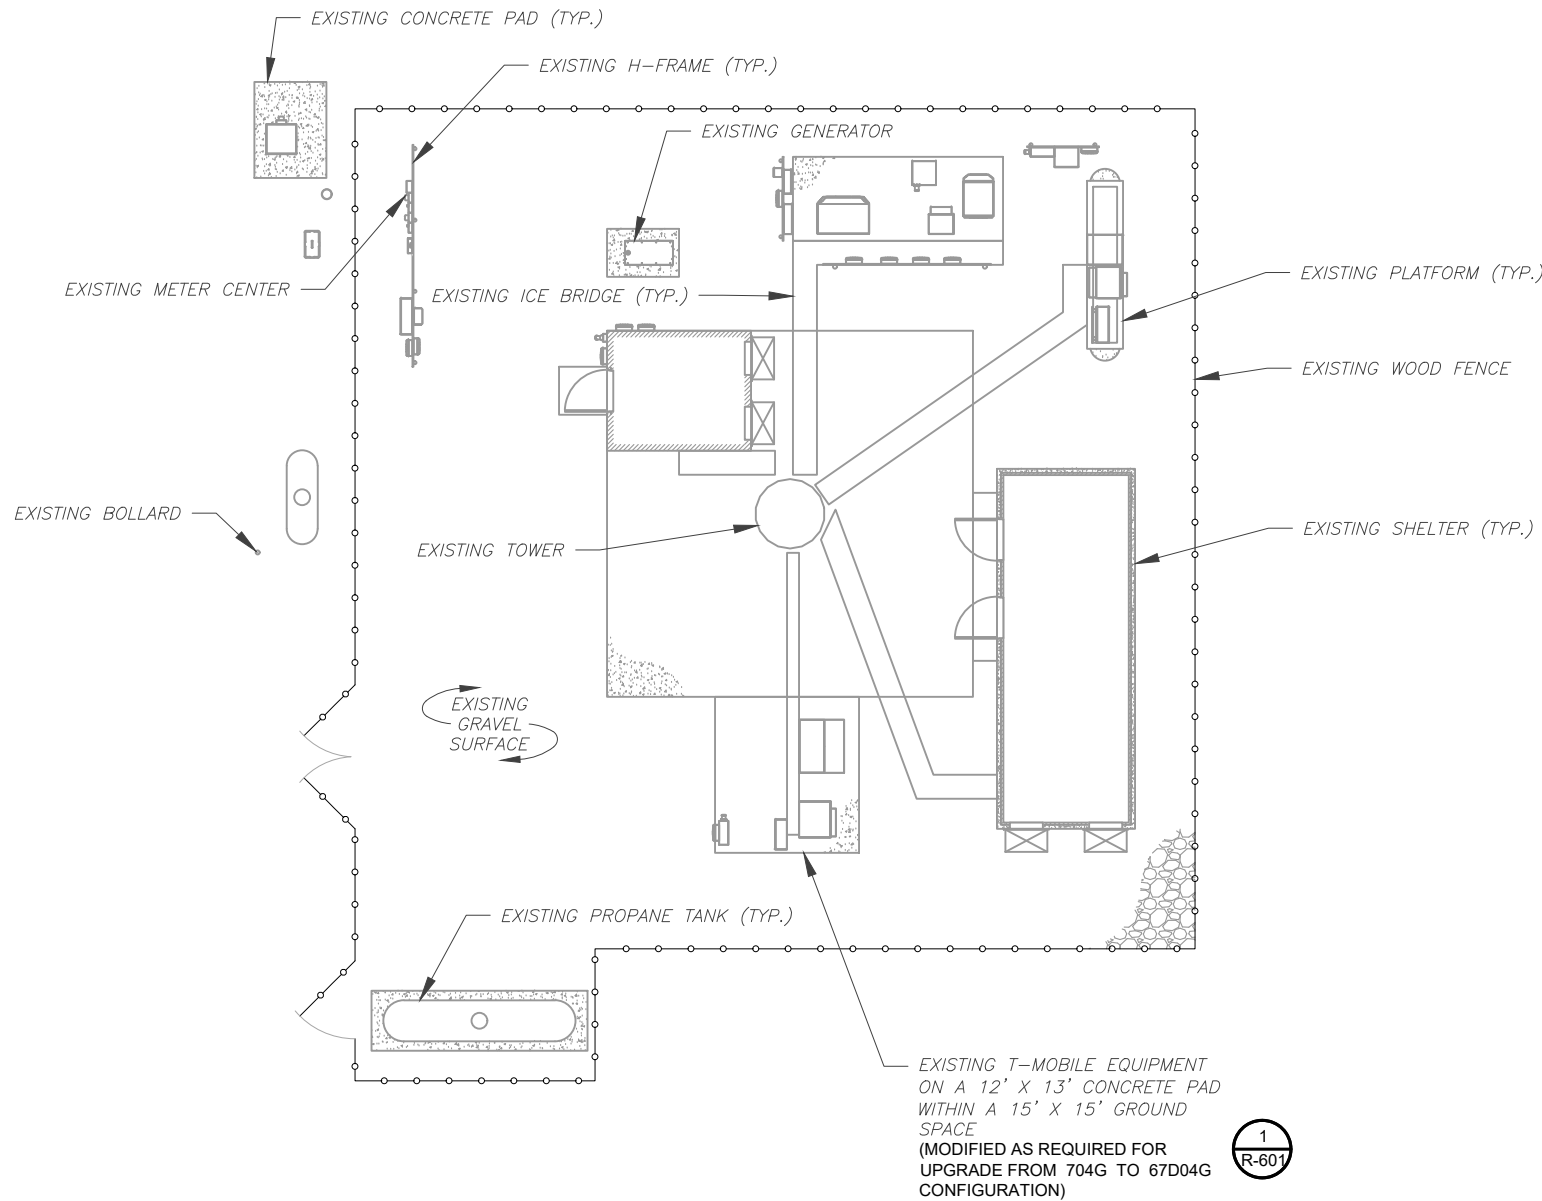 EXISTING CONCRETE PAD (TYP.)
EXISTING H-FRAME (TYP.)
EXISTING GENERATOR
EXISTING METER CENTER
EXISTING ICE BRIDGE (TYP.)
EXISTING PLATFORM (TYP.)
EXISTING WOOD FENCE
EXISTING BOLLARD
EXISTING TOWER
EXISTING SHELTER (TYP.)
EXISTING
GRAVEL
SURFACE
EXISTING PROPANE TANK (TYP.)
EXISTING T-MOBILE EQUIPMENT
ON A 12' X 13' CONCRETE PAD
WITHIN A 15' X 15' GROUND
SPACE
(MODIFIED AS REQUIRED FOR
UPGRADE FROM 704G TO 67D04G
CONFIGURATION)
1
R-601